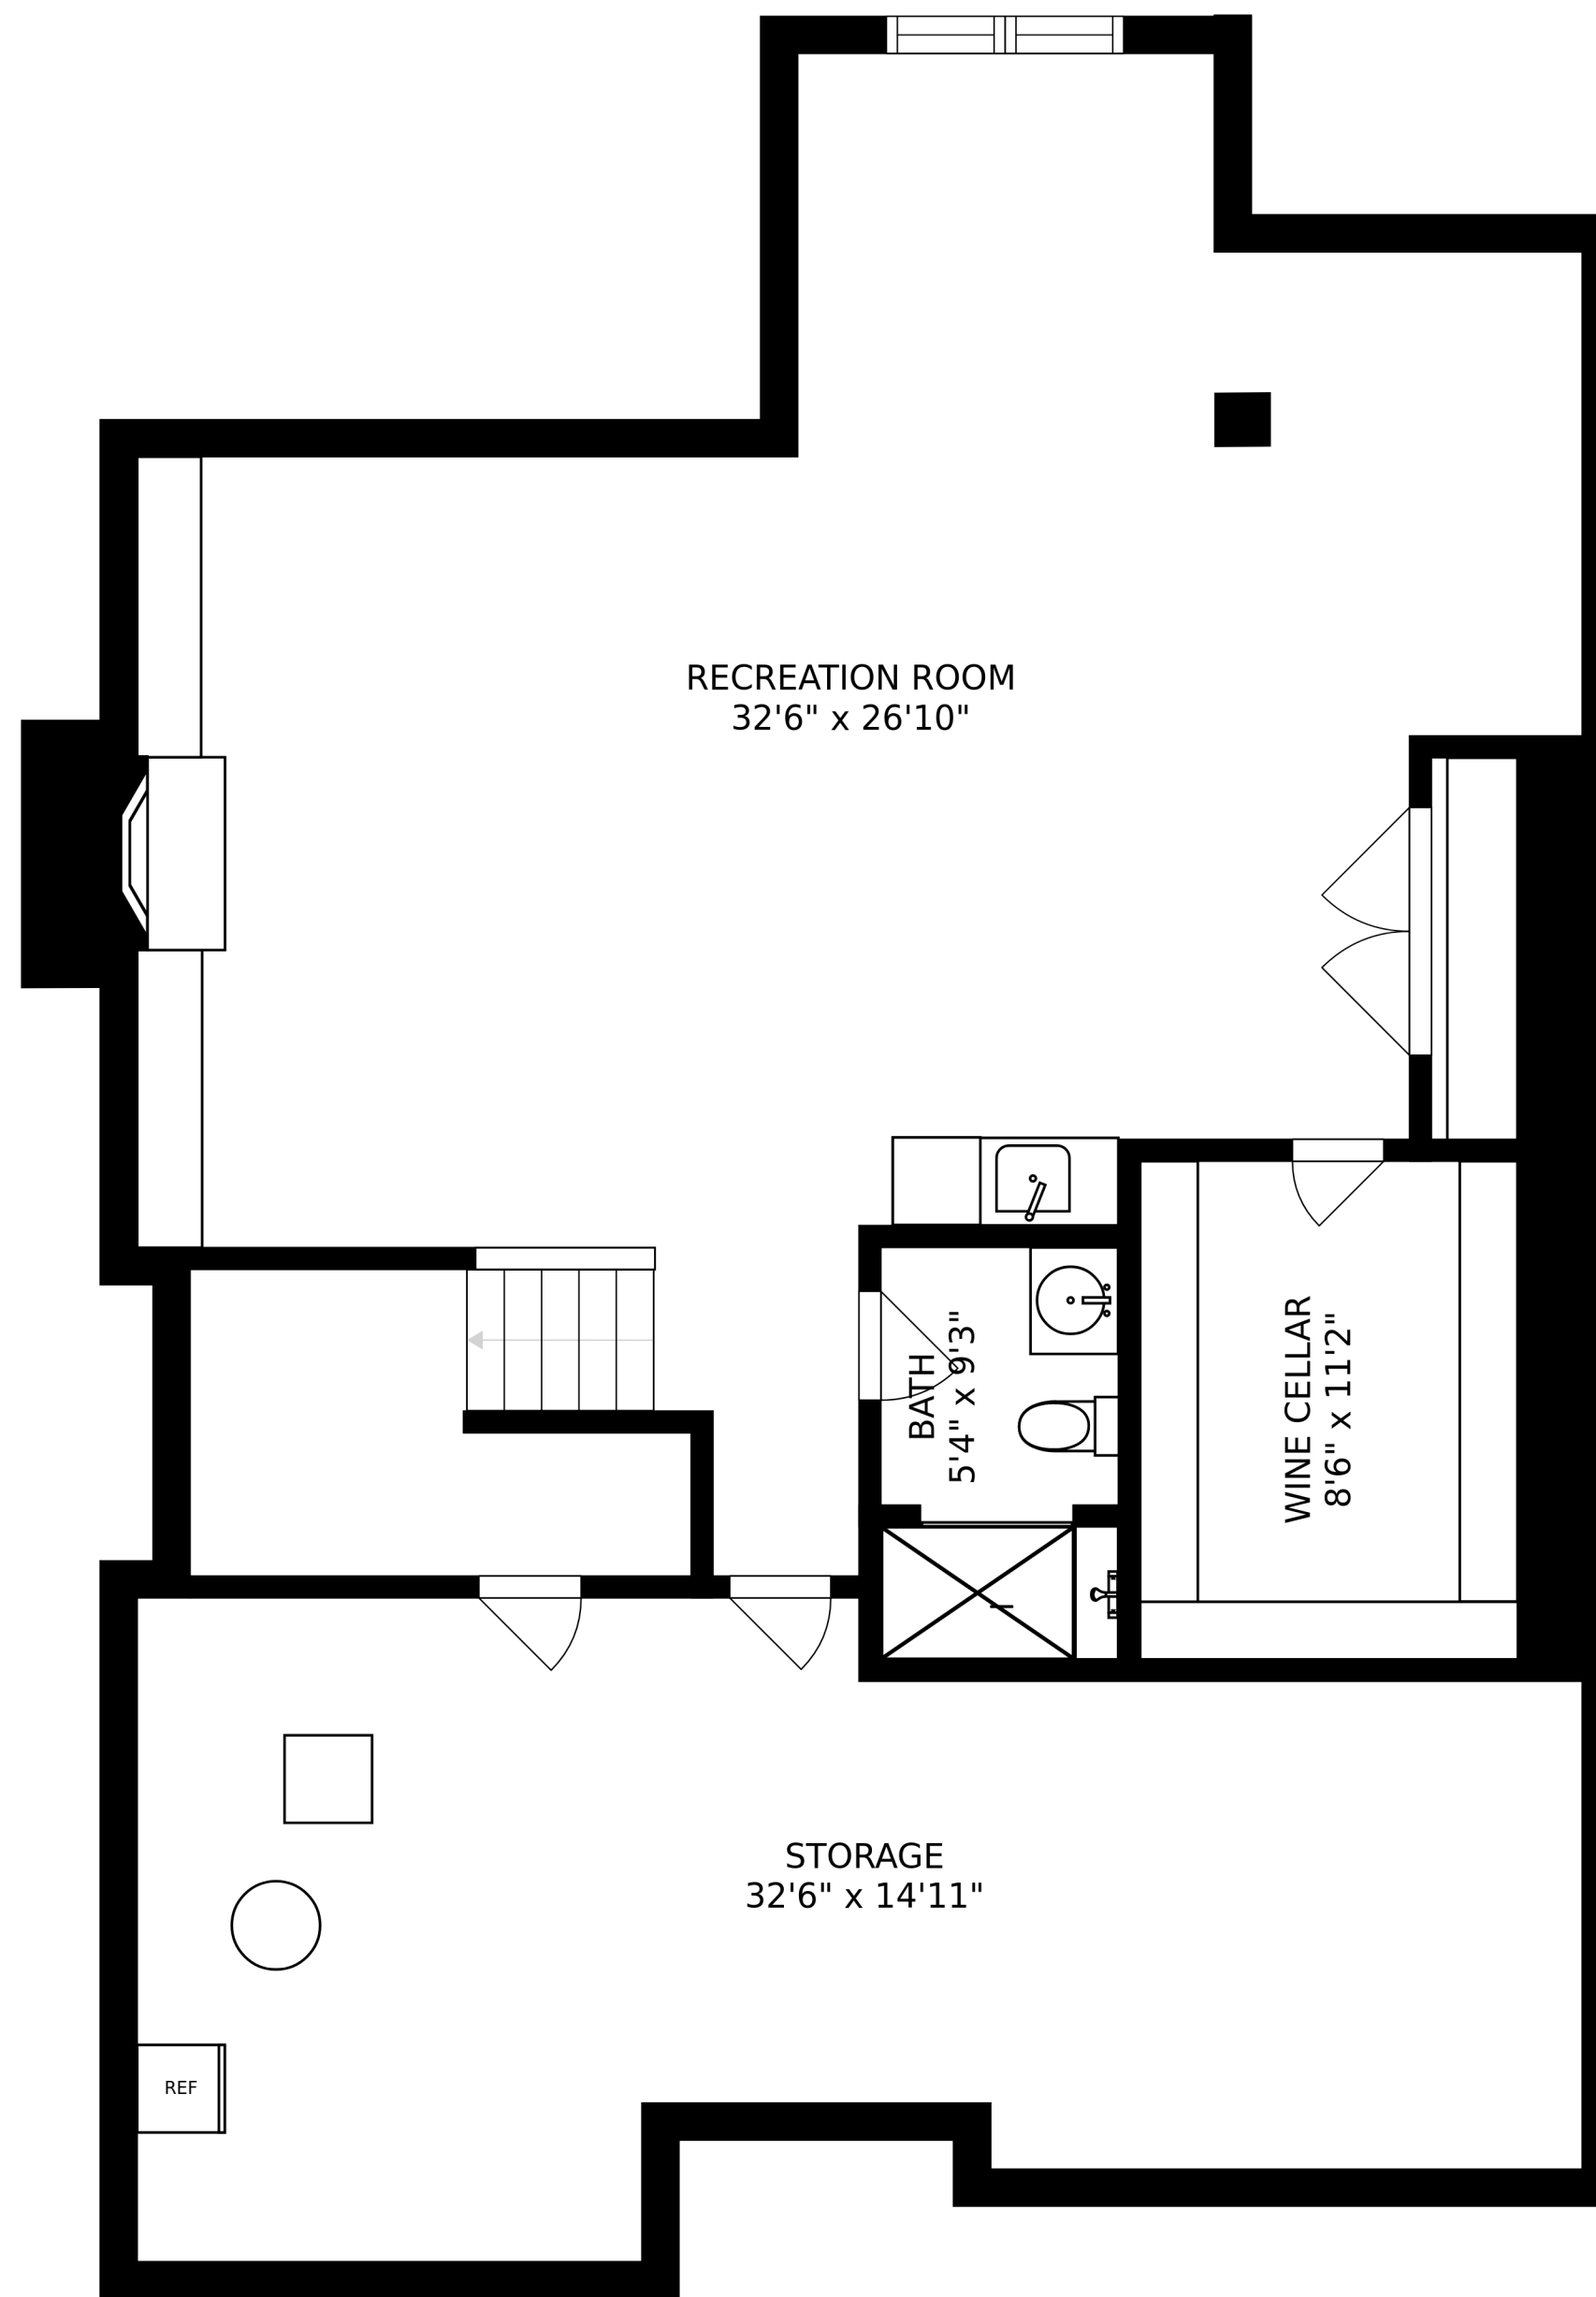 RECREATION ROOM
32'6" x 26'10"
BATH
5'4" x 9'3"
WINE CELLAR
8'6" x 11'2"
STORAGE
32'6" x 14'11"
REF